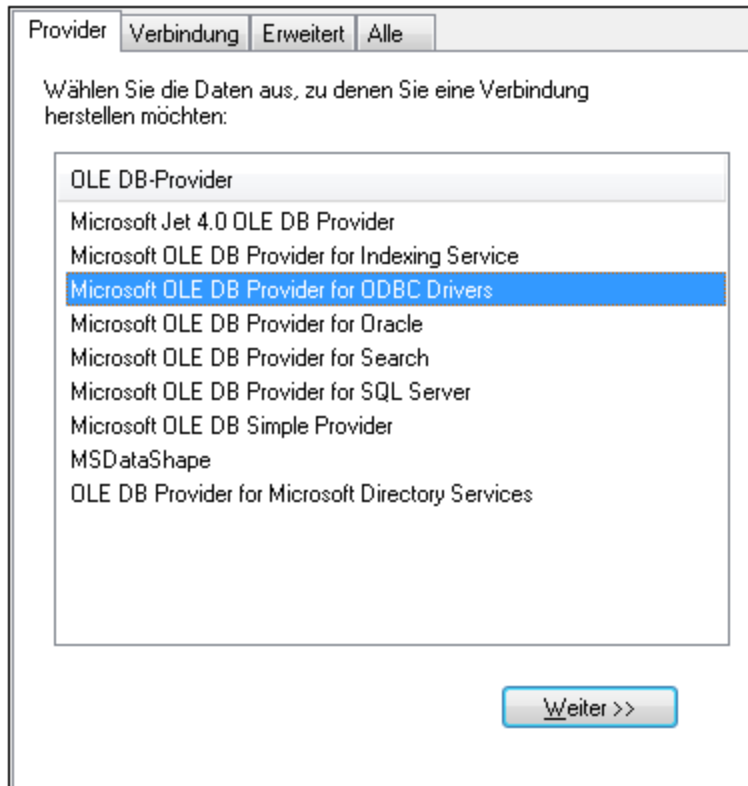 Provider Verbindung Erweitert Alle
Wählen Sie die Daten aus, zu denen Sie eine Verbindung
herstellen möchten:
OLE DB-Provider
Microsoft Jet 4.0 OLE DB Provider
Microsoft OLE DB Provider for Indexing Service
Microsoft OLE DB Provider for ODBC Drivers
Microsoft OLE DB Provider for Oracle
Microsoft OLE DB Provider for Search
Microsoft OLE DB Provider for SQL Server
Microsoft OLE DB Simple Provider
MSDataShape
OLE DB Provider for Microsoft Directory Services
Weiter >>